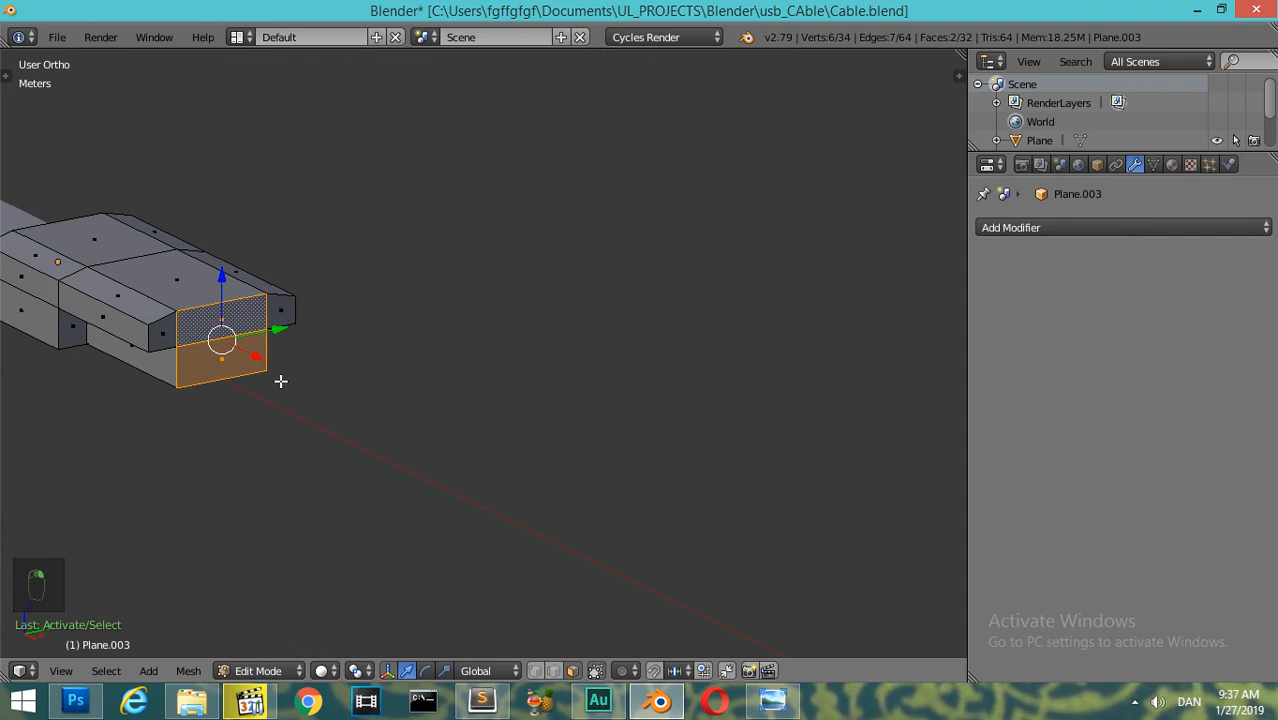 Blender* [C:\Users\fgffgfgf\Documents\UL_PROJECTS\Blender\usb_CAble\Cable.blend]
File Render Window Help Default Scene Cycles Render v2.79 | Verts:6/34 | Edges:7/64 | Faces:2/32 | Tris:64 | Mem:18.25M | Plane.003
User Ortho
Meters
View Search All Scenes
Scene
RenderLayers
World
Plane
Plane.003
Add Modifier
Last: Activate/Select
(1) Plane.003
Activate Windows
Go to PC settings to activate Windows.
View Select Add Mesh Edit Mode Global
Ps
321
S
Au
DAN
9:37 AM
1/27/2019